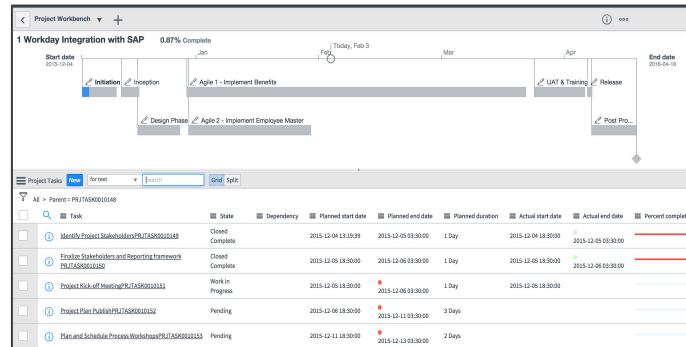 Project Workbench
1 Workday Integration with SAP 0.87% Complete
Today, Feb 3
Jan Feb Mar Apr
Start date
2015-12-04
End date
2016-04-18
Initiation Inception Agile 1 - Implement Benefits UAT & Training Release
Design Phase Agile 2 - Implement Employee Master Post Pro...
Project Tasks New for text Search Grid Split
All > Parent = PRJTASK0010148
Task State Dependency Planned start date Planned end date Planned duration Actual start date Actual end date Percent complet
Identify Project StakeholdersPRJTASK0010149 Closed Complete 2015-12-04 13:19:39 2015-12-05 03:30:00 1 Day 2015-12-04 18:30:00 2015-12-05 03:30:00
Finalize Stakeholders and Reporting framework
PRJTASK0010150 Closed Complete 2015-12-05 18:30:00 2015-12-06 03:30:00 1 Day 2015-12-05 18:30:00 2015-12-06 03:30:00
Project Kick-off MeetingPRJTASK0010151 Work in Progress 2015-12-05 18:30:00 2015-12-06 03:30:00 1 Day 2015-12-05 18:30:00
Project Plan PublishPRJTASK0010152 Pending 2015-12-06 18:30:00 2015-12-11 03:30:00 3 Days
Plan and Schedule Process WorkshopsPRJTASK0010153 Pending 2015-12-11 18:30:00 2015-12-13 03:30:00 2 Days